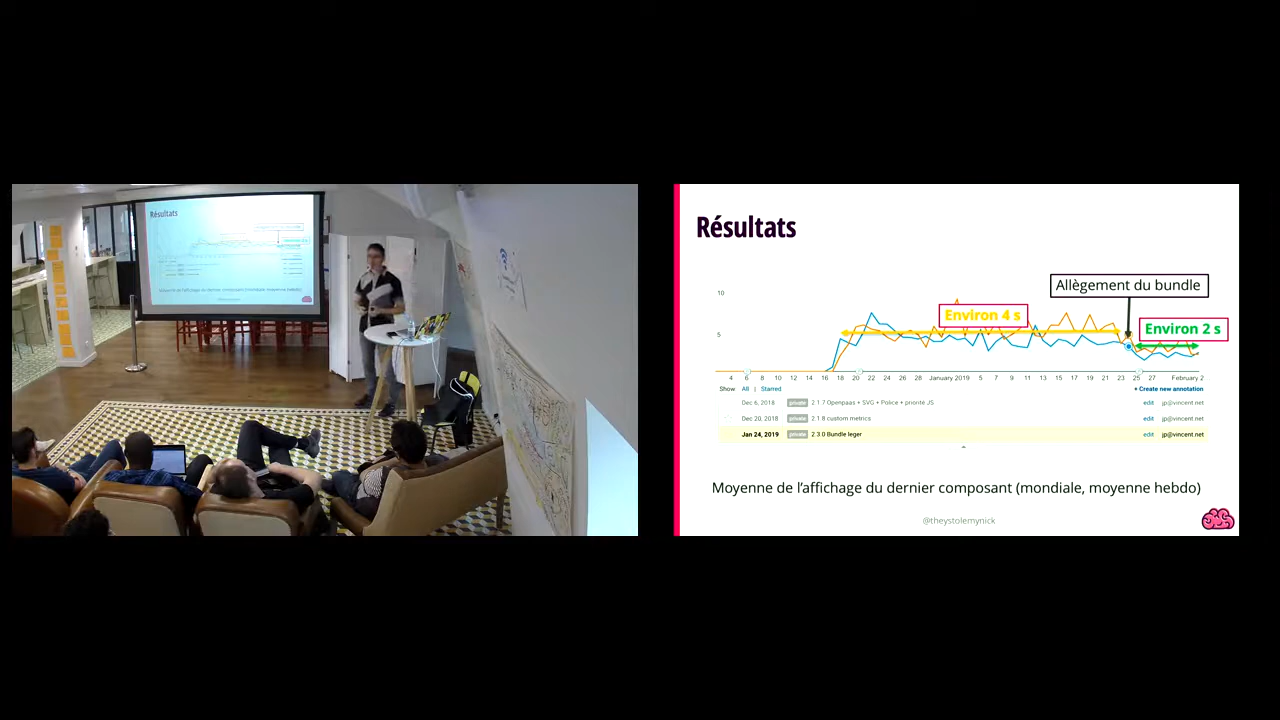 Résultats
Résultats
Allègement du bundle
10
Environ 4 s
Environ 2 s
5
4 6 8 10 12 14 16 18 20 22 24 26 28 January 2019 5 7 9 11 13 15 17 19 21 23 25 27 February 2
Show All | Starred + Create new annotation
Dec 6, 2018 private 2.1.7 Openpaas + SVG + Police + priorité JS edit jp@vincent.net
Dec 20, 2018 private 2.1.8 custom metrics edit jp@vincent.net
Jan 24, 2019 private 2.3.0 Bundle leger edit jp@vincent.net
Moyenne de l’affichage du dernier composant (mondiale, moyenne hebdo)
@theystolemynick